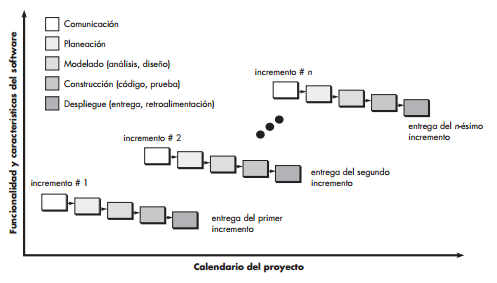 Funcionalidad y características del software
Comunicación
Planeación
Modelado (análisis, diseño)
Construcción (código, prueba)
Despliegue (entrega, retroalimentación)
incremento # n
entrega del n-ésimo
incremento
incremento # 2
entrega del segundo
incremento
incremento # 1
entrega del primer
incremento
Calendario del proyecto